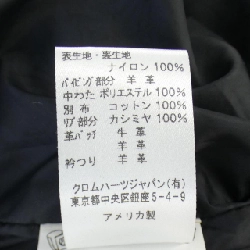 表生地・裏生地
ナイロン 100%
パイピング部分 羊 革
中わた ポリエステル 100%
別布 コットン 100%
リブ部分 カシミヤ 100%
革パッチ 牛 革
羊 革
衿つり 羊 革
クロムハーツジャパン(有)
東京都中央区銀座5-4-9
アメリカ製